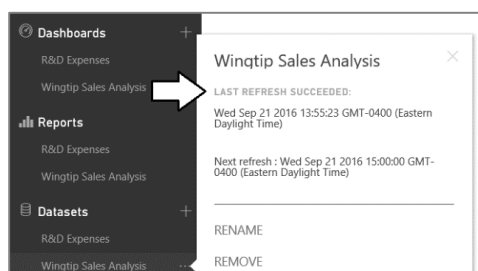 Dashboards
R&D Expenses
Wingtip Sales Analysis
Reports
R&D Expenses
Wingtip Sales Analysis
Datasets
R&D Expenses
Wingtip Sales Analysis
Wingtip Sales Analysis
LAST REFRESH SUCCEEDED:
Wed Sep 21 2016 13:55:23 GMT-0400 (Eastern
Daylight Time)
Next refresh : Wed Sep 21 2016 15:00:00 GMT-
0400 (Eastern Daylight Time)
RENAME
REMOVE